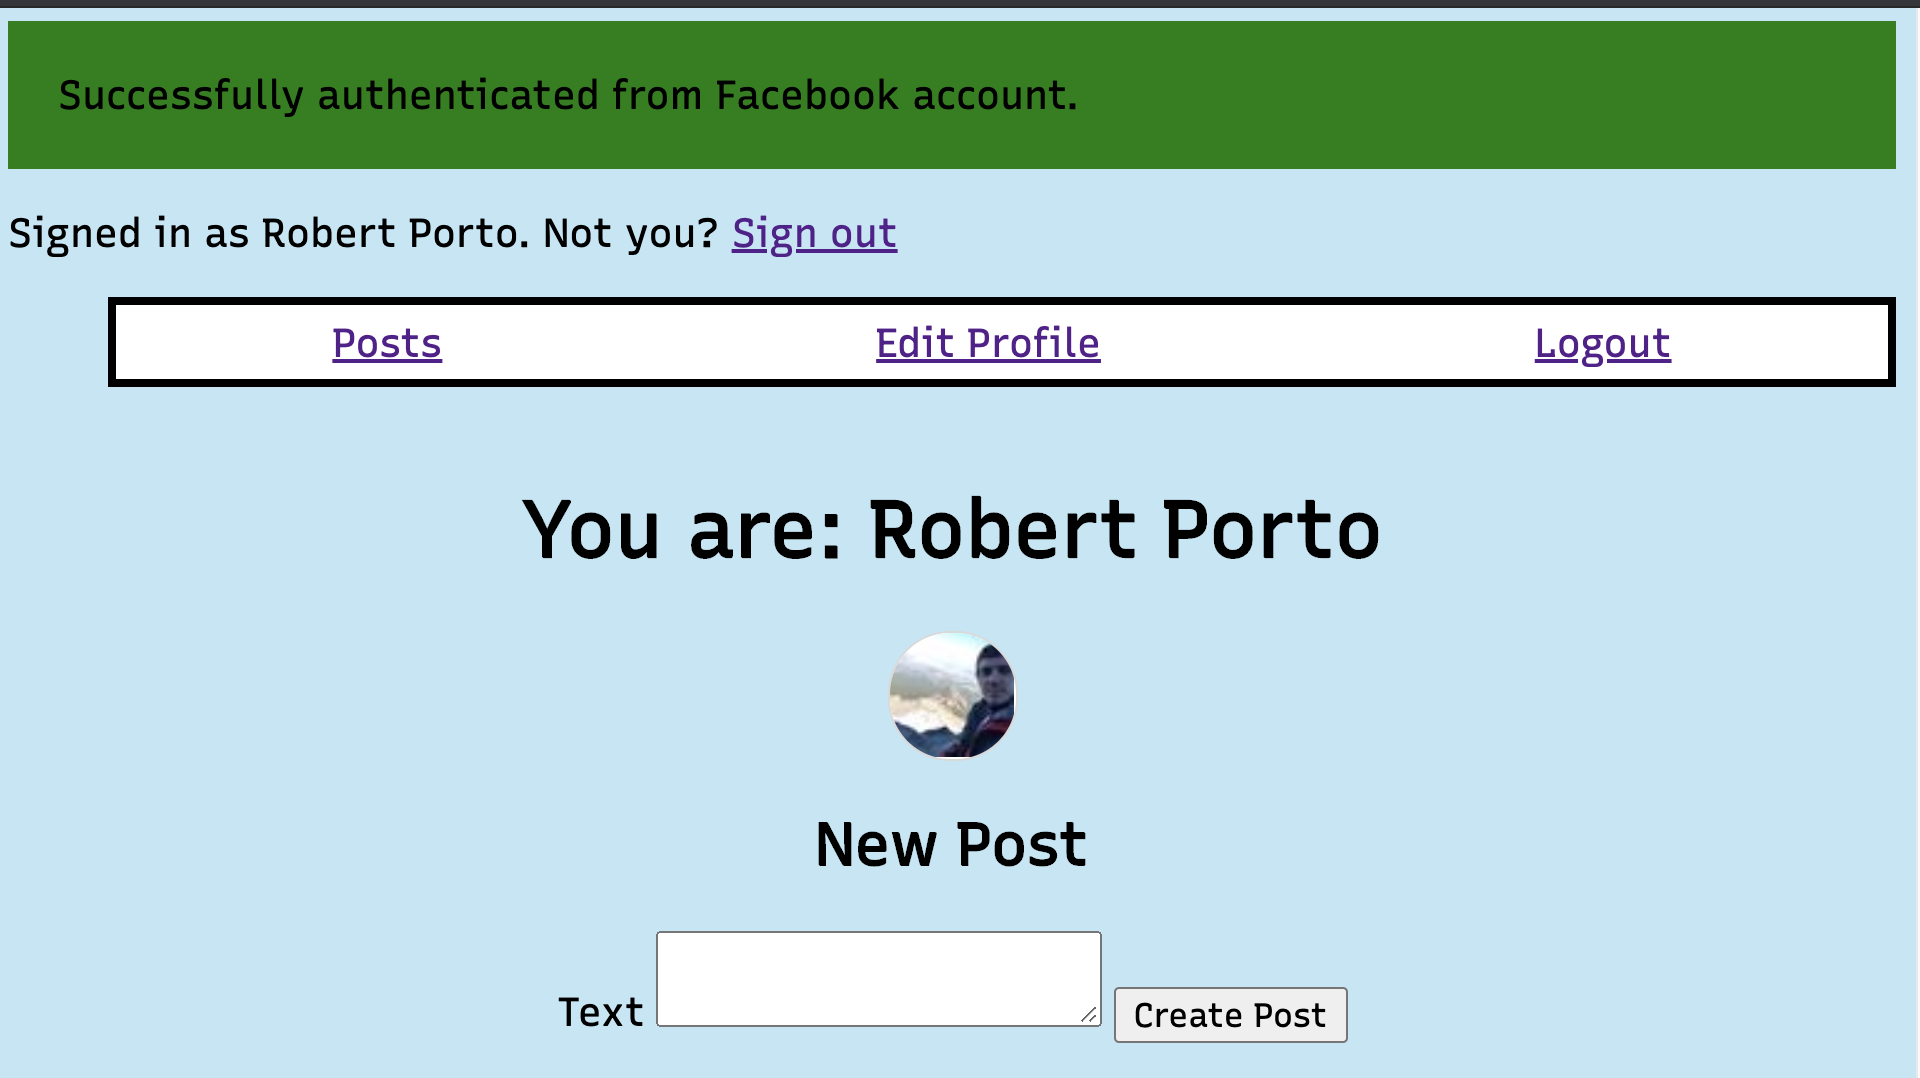 Successfully authenticated from Facebook account.
Signed in as Robert Porto. Not you? Sign out
Posts Edit Profile Logout
You are: Robert Porto
New Post
Text Create Post